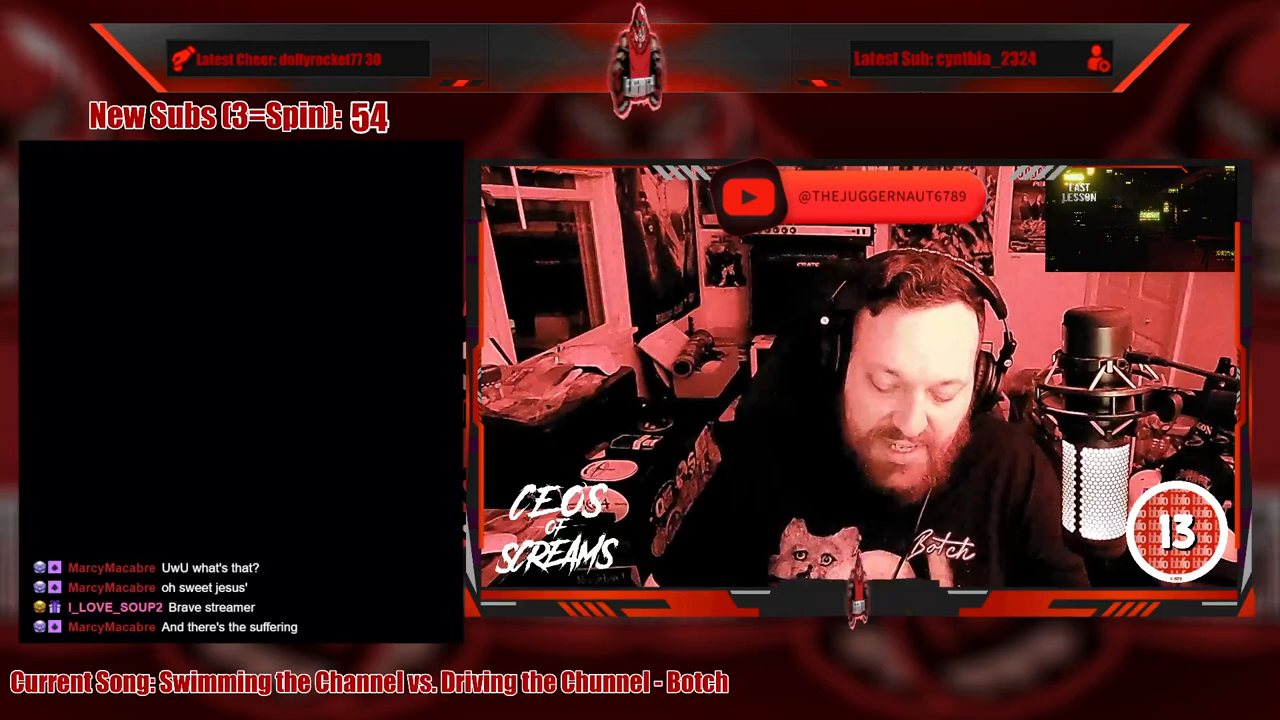 Latest Cheer: dollyrocket77 30
Latest Sub: cynthia_2324
New Subs (3=Spin): 54
@THEJUGGERNAUT6789
LAST
LESSON
CRATE
MarcyMacabre UwU what's that?
MarcyMacabre oh sweet jesus'
I_LOVE_SOUP2 Brave streamer
MarcyMacabre And there's the suffering
CEOS
OF
SCREAMS
Botch
13
Current Song: Swimming the Channel vs. Driving the Chunnel - Botch